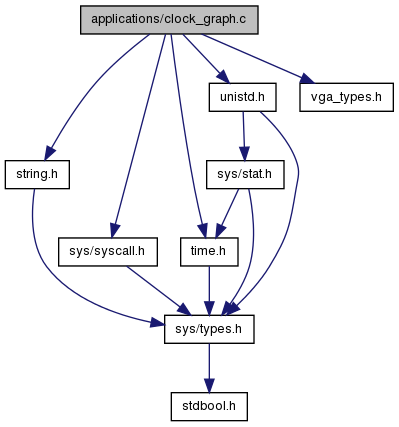 applications/clock_graph.c
unistd.h
vga_types.h
string.h
sys/stat.h
sys/syscall.h
time.h
sys/types.h
stdbool.h